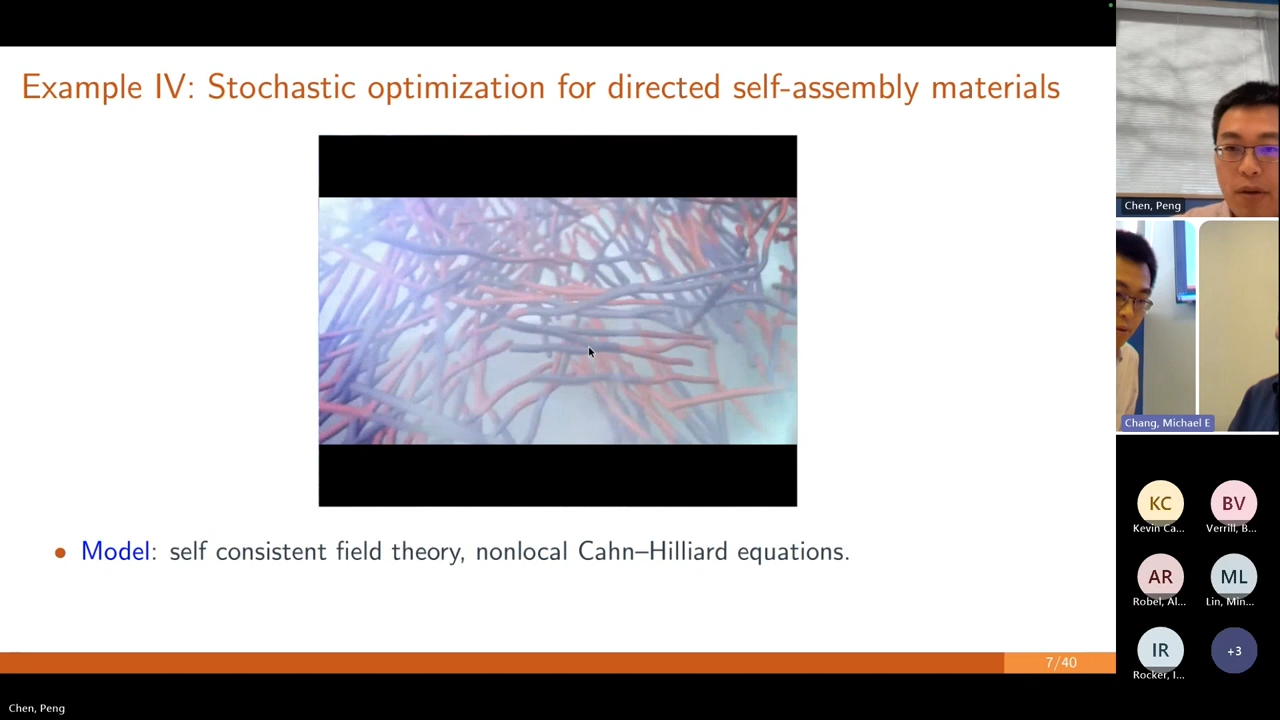 Example IV: Stochastic optimization for directed self-assembly materials
Model: self consistent field theory, nonlocal Cahn–Hilliard equations.
7/40
Chen, Peng
Chen, Peng
Chang, Michael E
KC
BV
Kevin Ca...
Verrill, B...
AR
ML
Robel, Al...
Lin, Min...
IR
+3
Rocker, I...